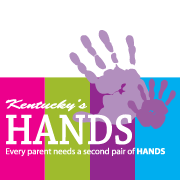 Kentucky's
HANDS
Every parent needs a second pair of HANDS